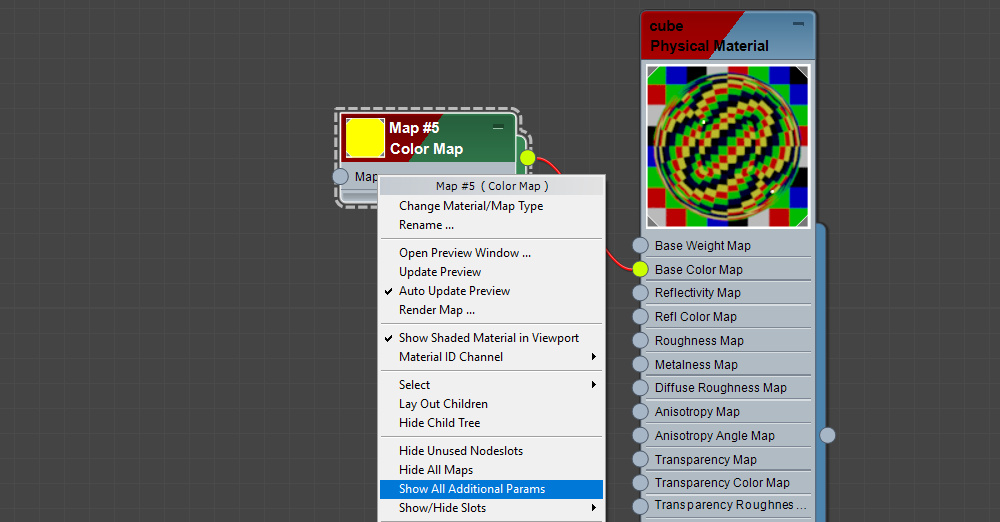 cube
Physical Material
Map #5
Color Map
Map
Map #5 ( Color Map )
Change Material/Map Type
Rename ...
Open Preview Window ...
Update Preview
Auto Update Preview
Render Map ...
Show Shaded Material in Viewport
Material ID Channel
Select
Lay Out Children
Hide Child Tree
Hide Unused Nodeslots
Hide All Maps
Show All Additional Params
Show/Hide Slots
Base Weight Map
Base Color Map
Reflectivity Map
Refl Color Map
Roughness Map
Metalness Map
Diffuse Roughness Map
Anisotropy Map
Anisotropy Angle Map
Transparency Map
Transparency Color Map
Transparency Roughnes ...